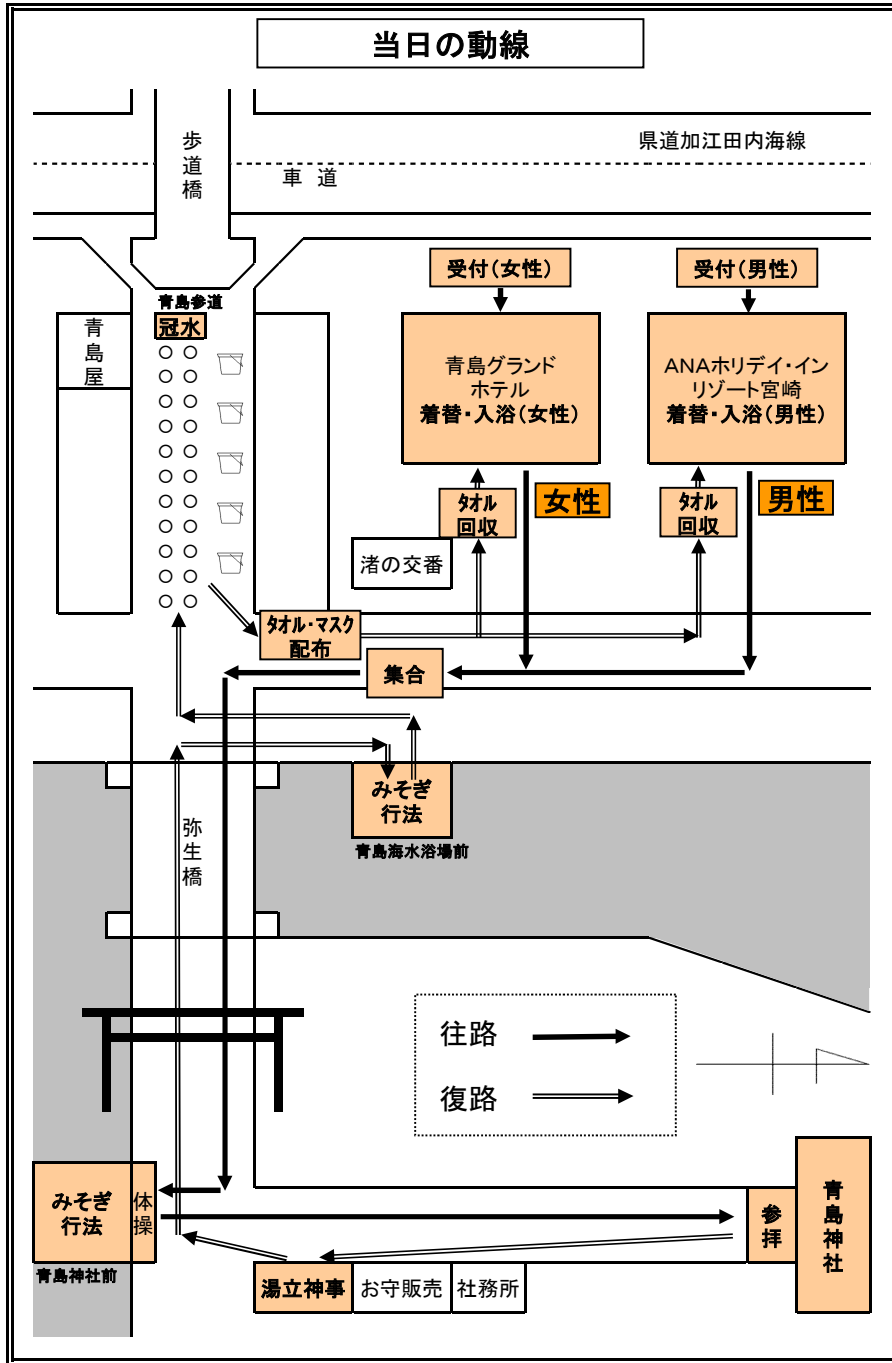 当日の動線
歩道橋
県道加江田内海線
車 道
受付(女性)
受付(男性)
青島参道
冠水
青島屋
青島グランド
ホテル
着替・入浴(女性)
ANAホリデイ・イン
リゾート宮崎
着替・入浴(男性)
タオル
回収
女性
タオル
回収
男性
渚の交番
タオル・マスク
配布
集合
みそぎ
行法
青島海水浴場前
弥生橋
往路
復路
みそぎ
行法
体操
青島神社前
参拝
青島神社
湯立神事
お守販売
社務所